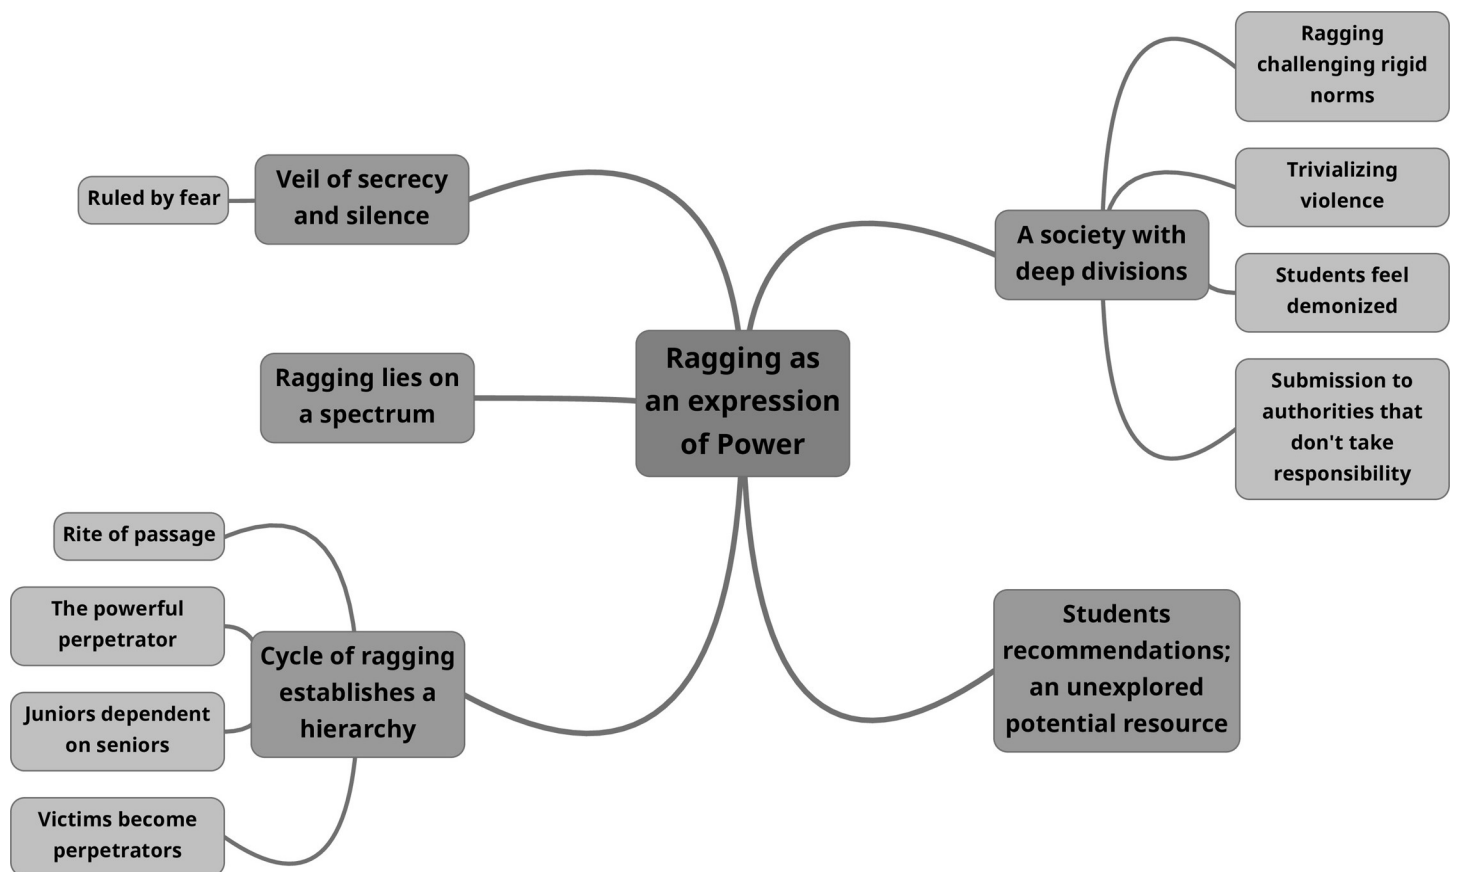 Ragging
challenging rigid
norms
Trivializing
violence
Students feel
demonized
Submission to
authorities that
don't take
responsibility
A society with
deep divisions
Veil of secrecy
and silence
Ruled by fear
Ragging as
an expression
of Power
Ragging lies on
a spectrum
Rite of passage
The powerful
perpetrator
Juniors dependent
on seniors
Victims become
perpetrators
Cycle of ragging
establishes a
hierarchy
Students
recommendations;
an unexplored
potential resource